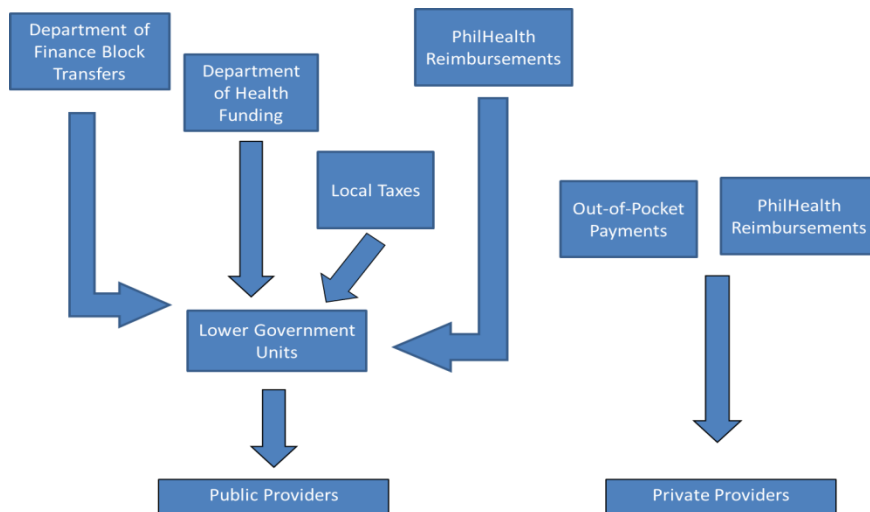 Department of
Finance Block
Transfers
Department
of Health
Funding
PhilHealth
Reimbursements
Local Taxes
Out-of-Pocket
Payments
PhilHealth
Reimbursements
Lower Government
Units
Public Providers
Private Providers